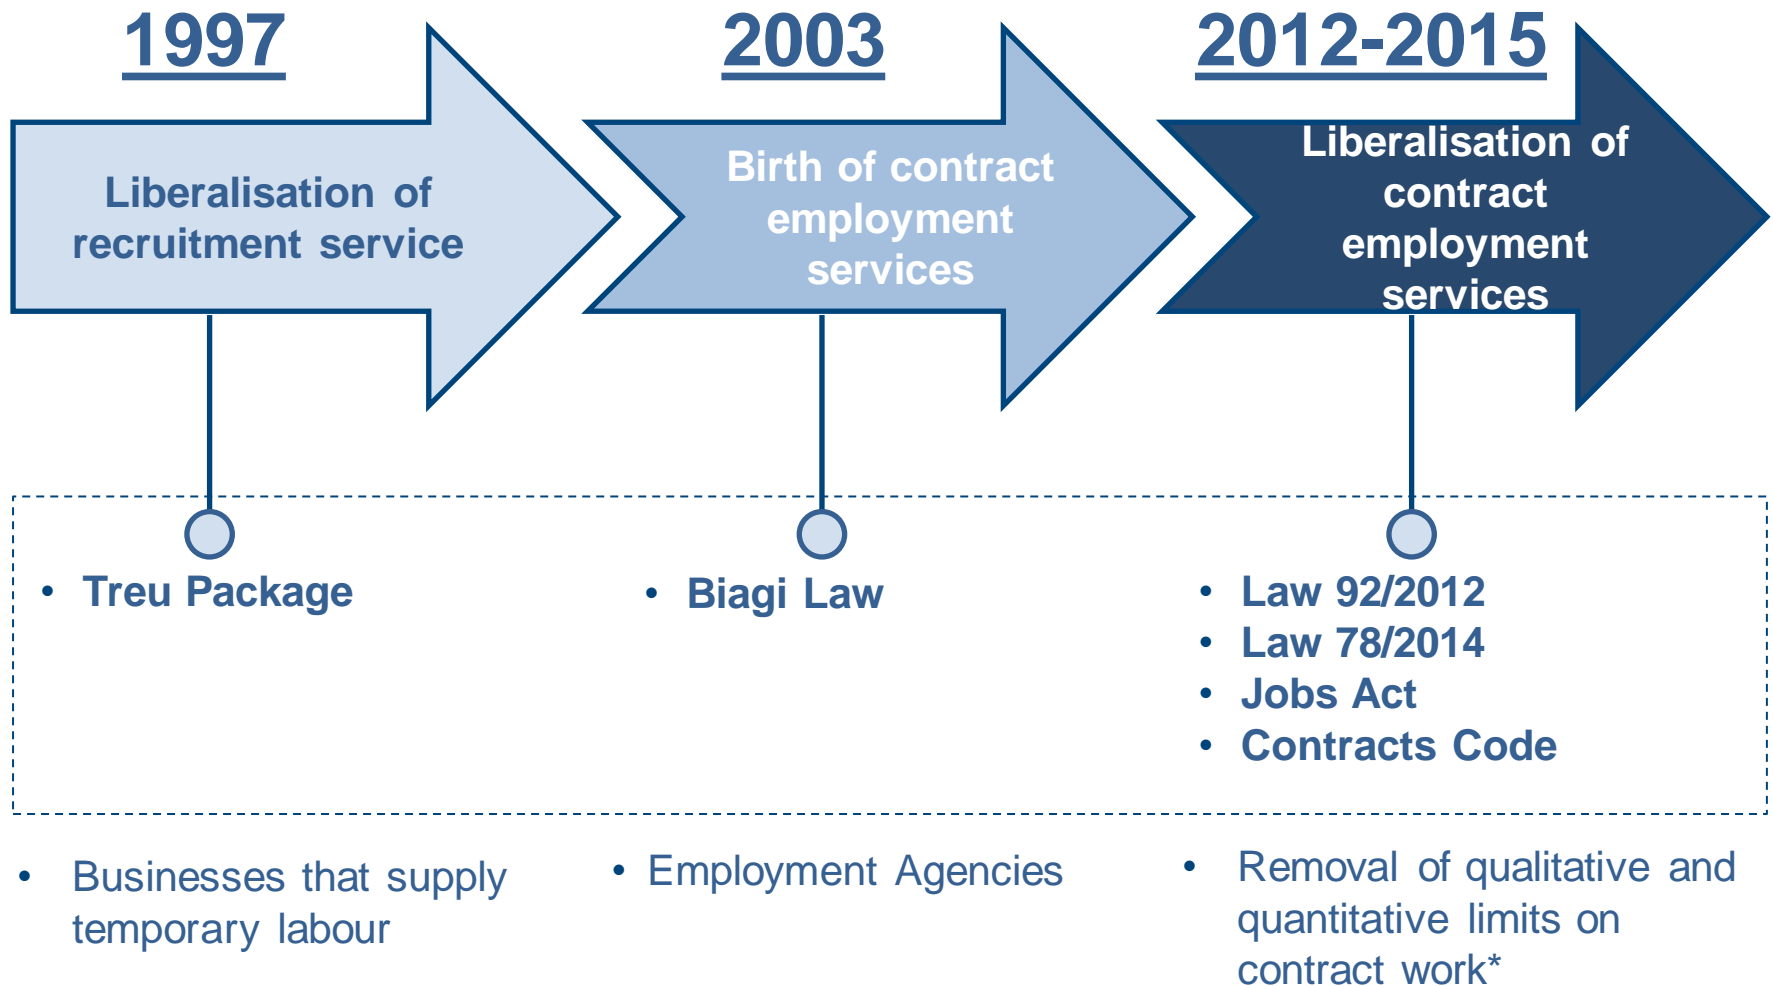 1997
2003
2012-2015
Liberalisation of
recruitment service
Birth of contract
employment
services
Liberalisation of
contract
employment
services
• Treu Package
• Biagi Law
• Law 92/2012
• Law 78/2014
• Jobs Act
• Contracts Code
• Businesses that supply
temporary labour
• Employment Agencies
• Removal of qualitative and
quantitative limits on
contract work*